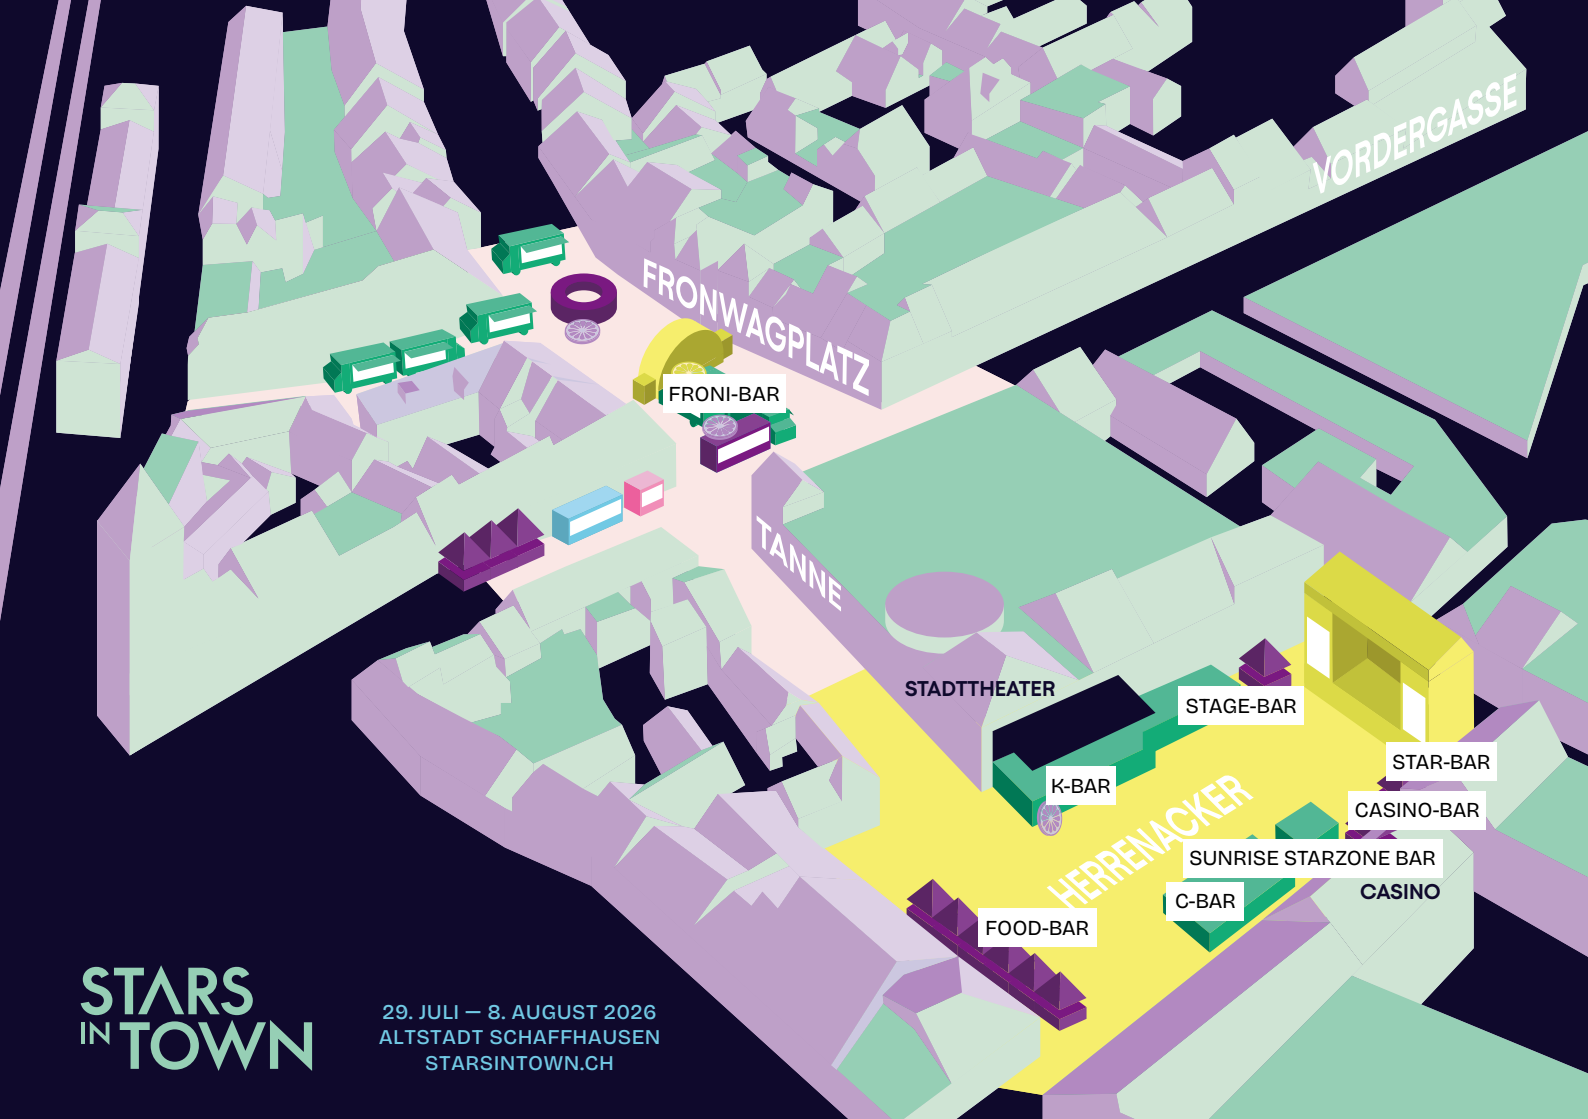 VORDERGASSE
FRONWAGPLATZ
FRONI-BAR
TANNE
STADTTHEATER
STAGE-BAR
STAR-BAR
K-BAR
CASINO-BAR
HERRENACKER
SUNRISE STARZONE BAR
CASINO
C-BAR
FOOD-BAR
STARS
IN TOWN
29. JULI – 8. AUGUST 2026
ALTSTADT SCHAFFHAUSEN
STARSINTOWN.CH